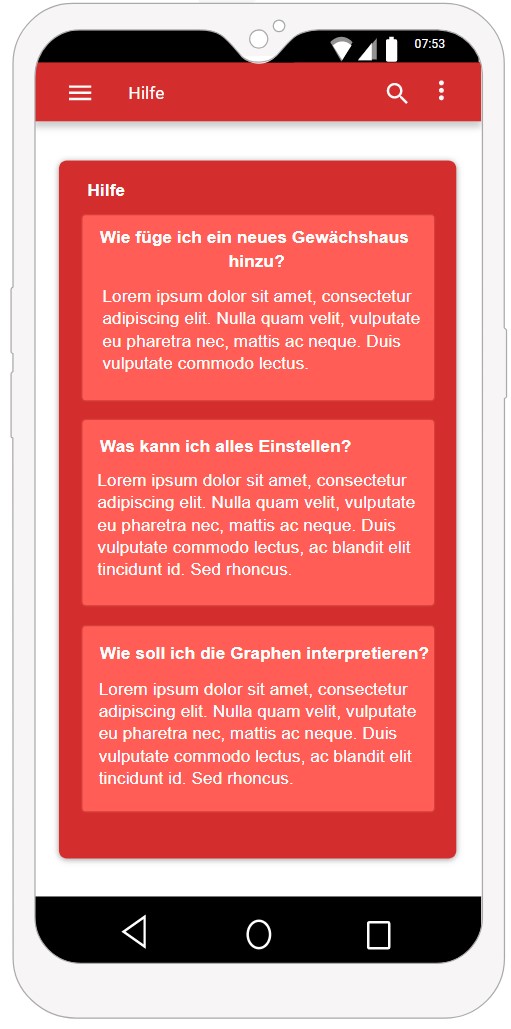 07:53
Hilfe
Hilfe
Wie füge ich ein neues Gewächshaus
hinzu?
Lorem ipsum dolor sit amet, consectetur
adipiscing elit. Nulla quam velit, vulputate
eu pharetra nec, mattis ac neque. Duis
vulputate commodo lectus.
Was kann ich alles Einstellen?
Lorem ipsum dolor sit amet, consectetur
adipiscing elit. Nulla quam velit, vulputate
eu pharetra nec, mattis ac neque. Duis
vulputate commodo lectus, ac blandit elit
tincidunt id. Sed rhoncus.
Wie soll ich die Graphen interpretieren?
Lorem ipsum dolor sit amet, consectetur
adipiscing elit. Nulla quam velit, vulputate
eu pharetra nec, mattis ac neque. Duis
vulputate commodo lectus, ac blandit elit
tincidunt id. Sed rhoncus.